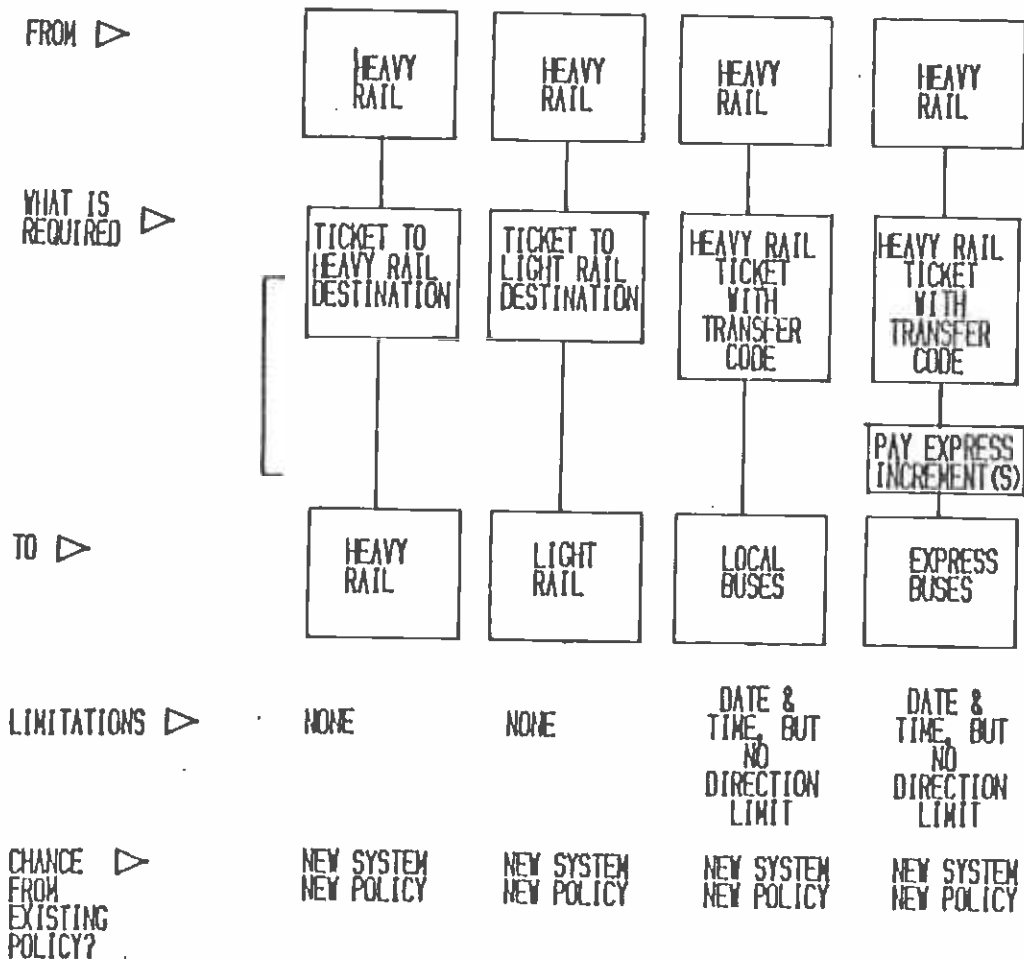 FROM
HEAVY
RAIL
HEAVY
RAIL
HEAVY
RAIL
HEAVY
RAIL
WHAT IS
REQUIRED
TICKET TO
HEAVY RAIL
DESTINATION
TICKET TO
LIGHT RAIL
DESTINATION
HEAVY RAIL
TICKET
WITH
TRANSFER
CODE
HEAVY RAIL
TICKET
WITH
TRANSFER
CODE
PAY EXPRESS
INCREMENT(S)
TO
HEAVY
RAIL
LIGHT
RAIL
LOCAL
BUSES
EXPRESS
BUSES
LIMITATIONS
NONE
NONE
DATE &
TIME, BUT
NO
DIRECTION
LIMIT
DATE &
TIME, BUT
NO
DIRECTION
LIMIT
CHANGE
FROM
EXISTING
POLICY?
NEW SYSTEM
NEW POLICY
NEW SYSTEM
NEW POLICY
NEW SYSTEM
NEW POLICY
NEW SYSTEM
NEW POLICY